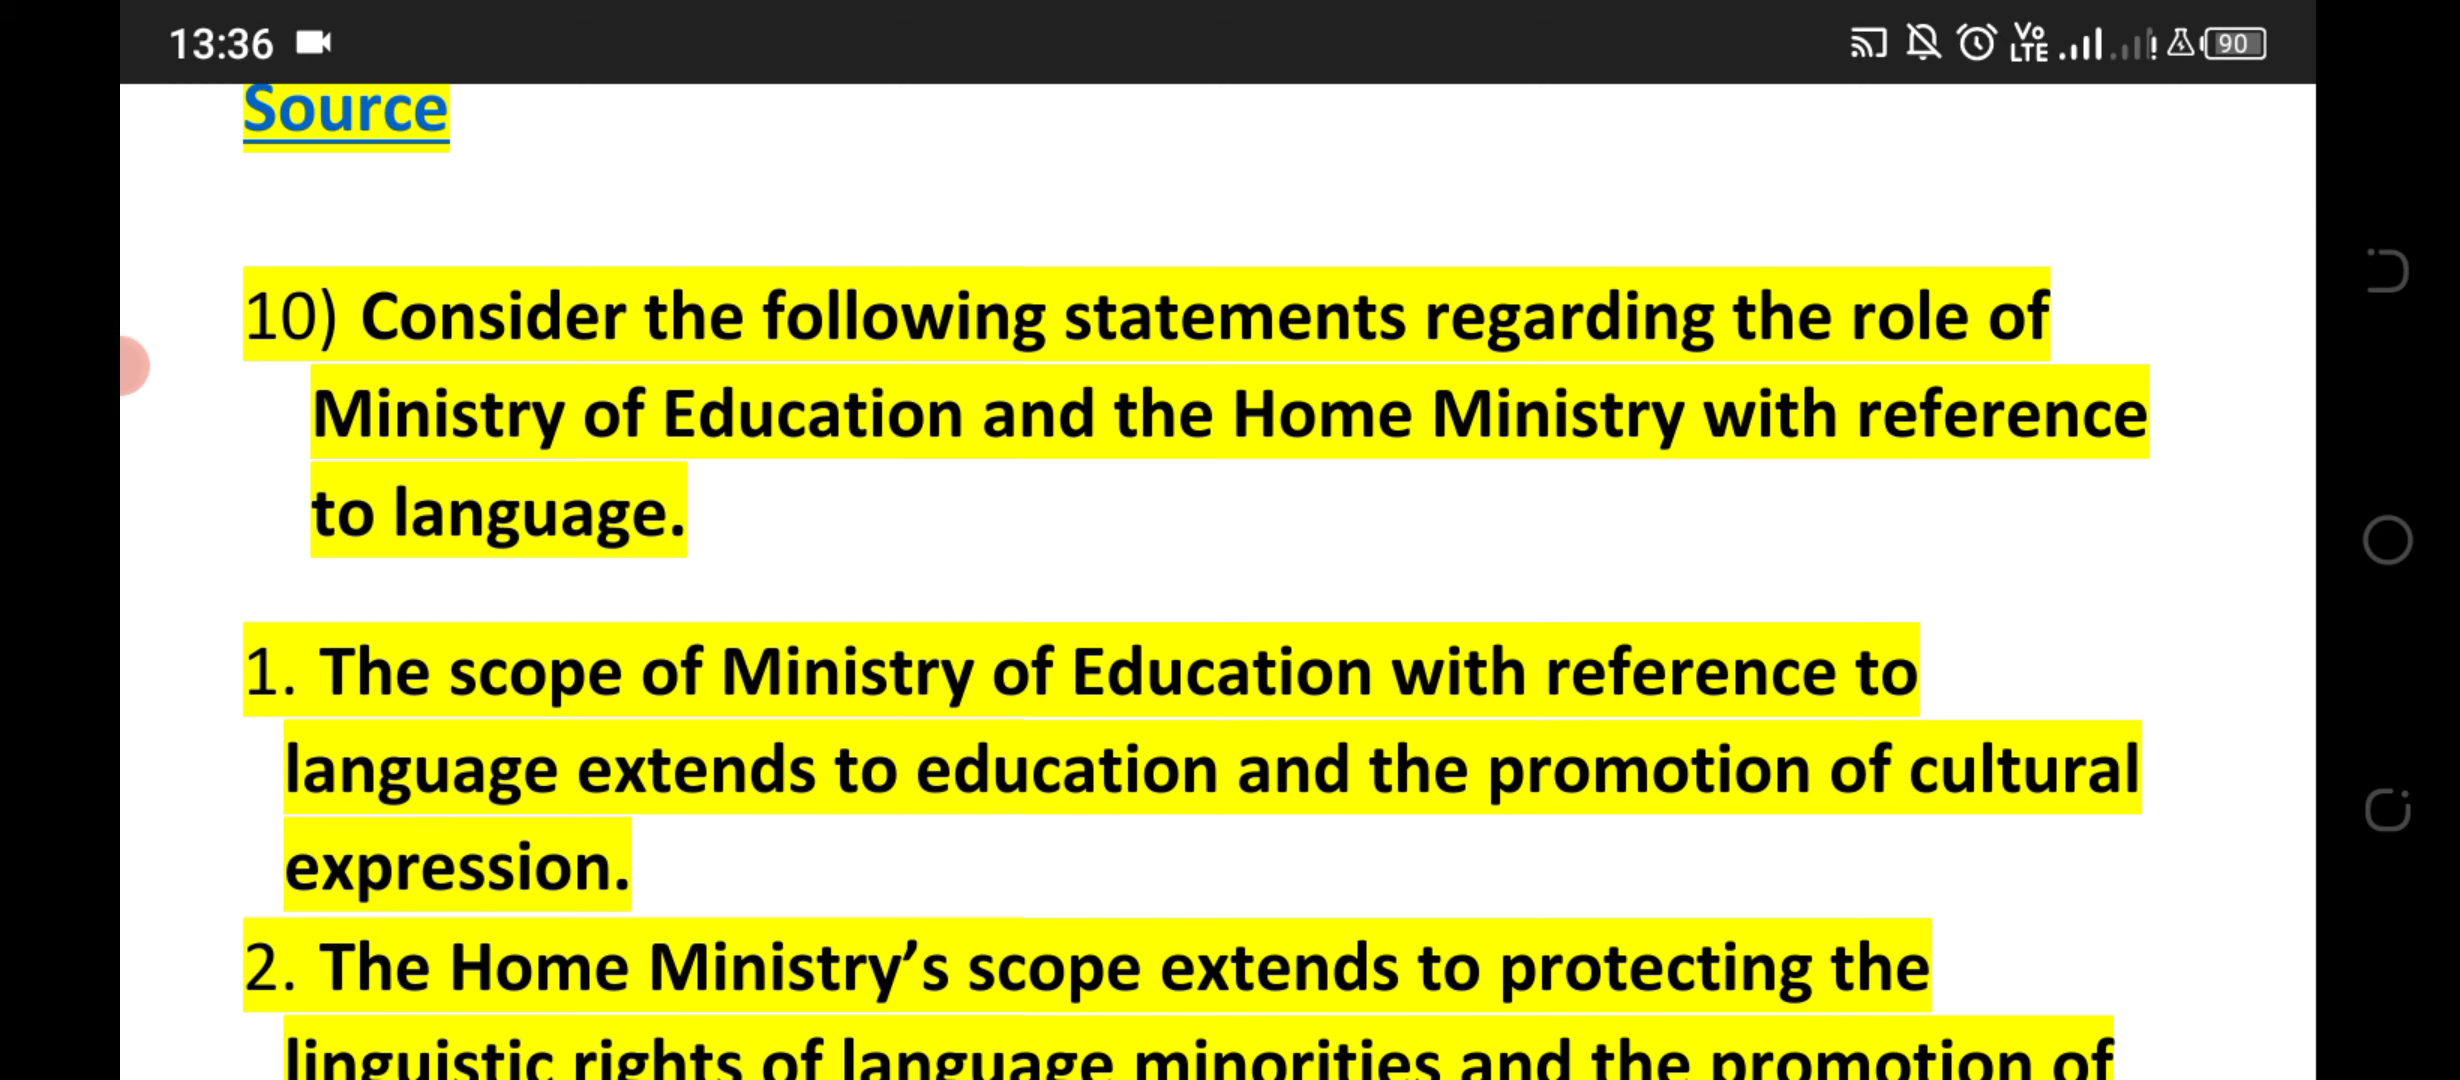 13:36
Vo
LTE
90
Source
10) Consider the following statements regarding the role of
Ministry of Education and the Home Ministry with reference
to language.
1. The scope of Ministry of Education with reference to
language extends to education and the promotion of cultural
expression.
2. The Home Ministry’s scope extends to protecting the
linguistic rights of language minorities and the promotion of